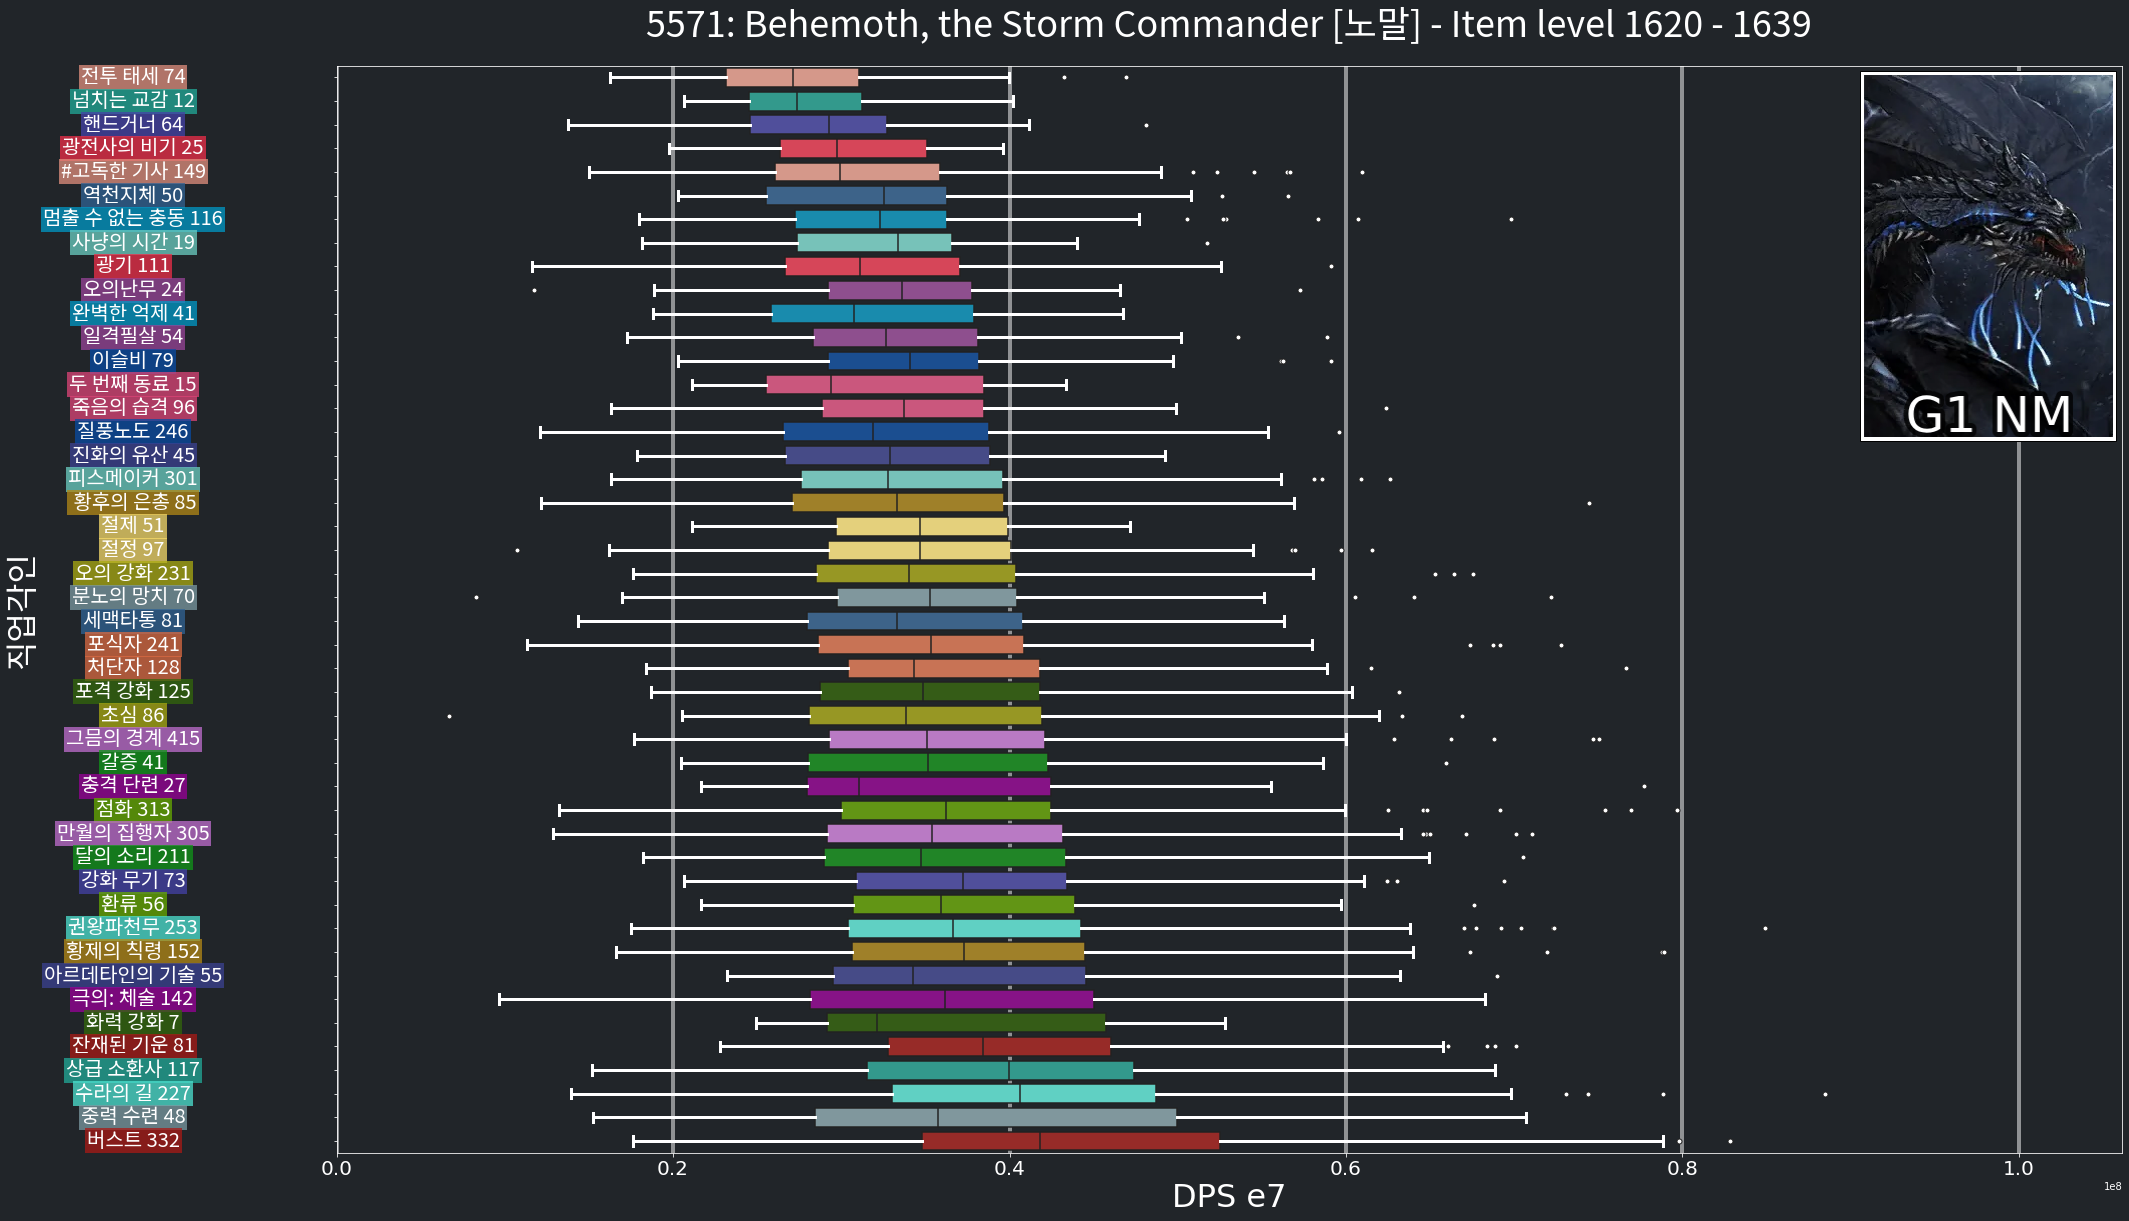 5571: Behemoth, the Storm Commander [노말] - Item level 1620 - 1639
전투 태세 74
넘치는 교감 12
핸드거너 64
광전사의 비기 25
#고독한 기사 149
역천지체 50
멈출 수 없는 충동 116
사냥의 시간 19
광기 111
오의난무 24
완벽한 억제 41
일격필살 54
이슬비 79
두 번째 동료 15
죽음의 습격 96
질풍노도 246
진화의 유산 45
피스메이커 301
황후의 은총 85
절제 51
절정 97
오의 강화 231
분노의 망치 70
세맥타통 81
포식자 241
처단자 128
포격 강화 125
초심 86
그믐의 경계 415
갈증 41
충격 단련 27
점화 313
만월의 집행자 305
달의 소리 211
강화 무기 73
환류 56
권왕파천무 253
황제의 칙령 152
아르데타인의 기술 55
극의: 체술 142
화력 강화 7
잔재된 기운 81
상급 소환사 117
수라의 길 227
중력 수련 48
버스트 332
직업각인
G1 NM
0.0 0.2 0.4 0.6 0.8 1.0
1e8
DPS e7